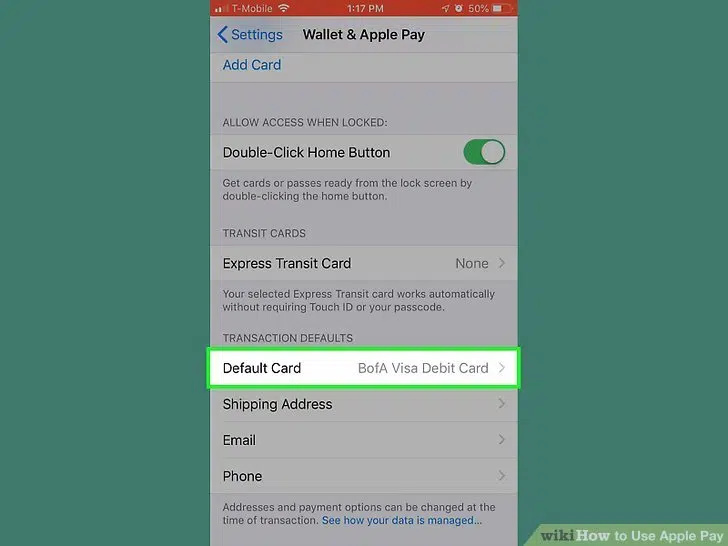 T-Mobile 1:17 PM 50%
Settings Wallet & Apple Pay
Add Card
ALLOW ACCESS WHEN LOCKED:
Double-Click Home Button
Get cards or passes ready from the lock screen by
double-clicking the home button.
TRANSIT CARDS
Express Transit Card None
Your selected Express Transit card works automatically
without requiring Touch ID or your passcode.
TRANSACTION DEFAULTS
Default Card BofA Visa Debit Card
Shipping Address
Email
Phone
Addresses and payment options can be changed at the
time of transaction. See how your data is managed...
wikiHow to Use Apple Pay